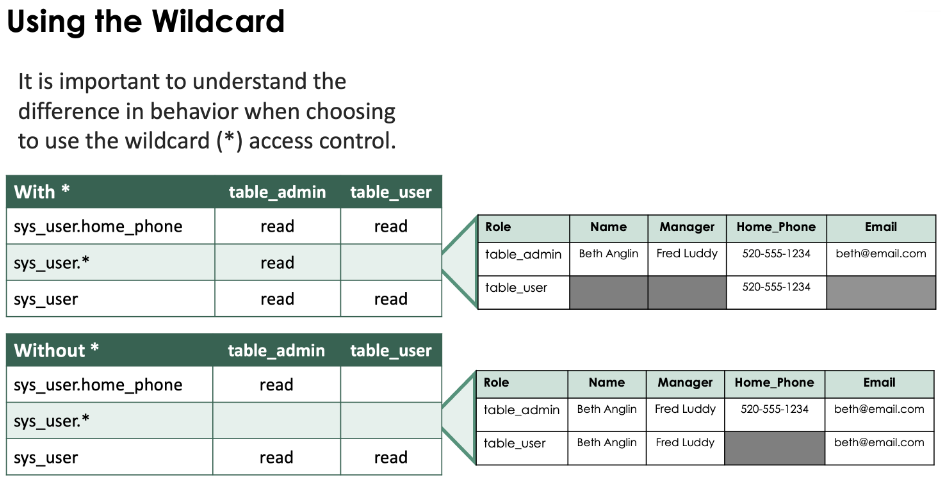 Using the Wildcard
It is important to understand the
difference in behavior when choosing
to use the wildcard (*) access control.
With * table_admin table_user
sys_user.home_phone read read
sys_user.* read
sys_user read read
Role Name Manager Home_Phone Email
table_admin Beth Anglin Fred Luddy 520-555-1234 beth@email.com
table_user 520-555-1234
Without * table_admin table_user
sys_user.home_phone read
sys_user.*
sys_user read read
Role Name Manager Home_Phone Email
table_admin Beth Anglin Fred Luddy 520-555-1234 beth@email.com
table_user Beth Anglin Fred Luddy beth@email.com